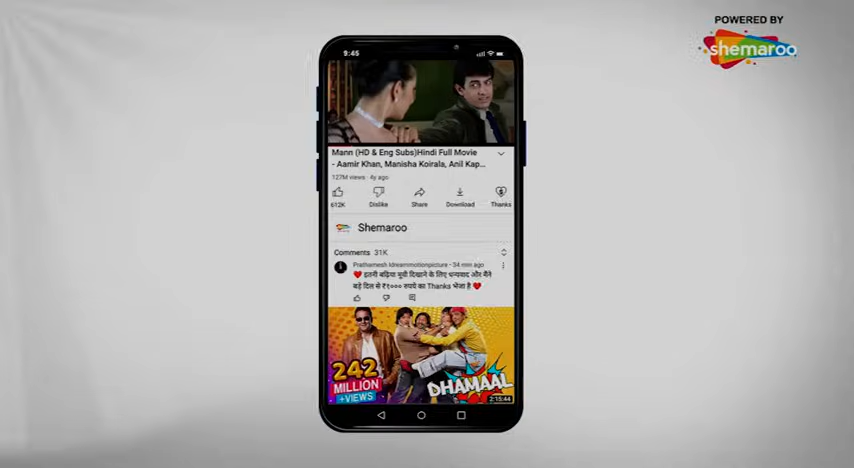 POWERED BY
shemaroo
9:45
Mann (HD & Eng Subs)Hindi Full Movie
- Aamir Khan, Manisha Koirala, Anil Kap...
127M views · 4y ago
612K
Dislike
Share
Download
Thanks
Shemaroo
Comments 31K
Prathamesh Idreammotionpicture · 34 min ago
❤️ इतनी बढ़िया मूवी दिखाने के लिए धन्यवाद और मैंने
बड़े दिल से ₹१००० रुपये का Thanks भेजा है ❤️
242
MILLION
+VIEWS
DHAMAAL
2:15:44